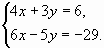 4x + 3y = 6,
6x − 5y = −29.